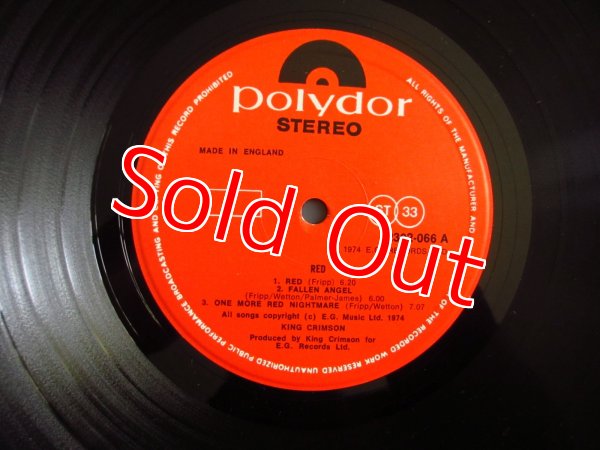 polydor
STEREO
MADE IN ENGLAND
ST 33
-066 A
1974 E.G. RECORDS
RED
1. RED (Fripp) 6.20
2. FALLEN ANGEL
(Fripp/Wetton/Palmer-James) 6.00
3. ONE MORE RED NIGHTMARE (Fripp/Wetton) 7.07
All songs copyright (c) E.G. Music Ltd. 1974
KING CRIMSON
Produced by King Crimson for
E.G. Records Ltd.
ALL RIGHTS OF THE MANUFACTURER AND
OF THE RECORDED WORK RESERVED UNAUTHORIZED PUBLIC PERFORMANCE BROADCASTING AND
OF THIS RECORD PROHIBITED
Sold Out